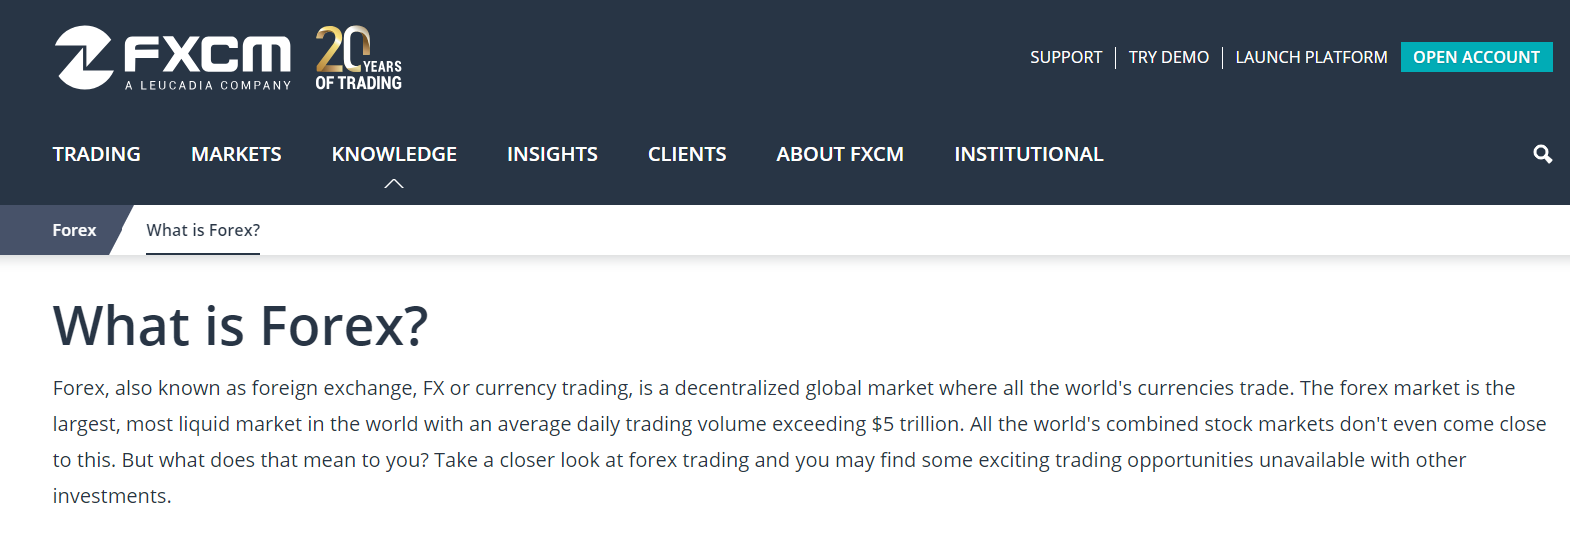 FXCM
A LEUCADIA COMPANY
20 YEARS
OF TRADING
SUPPORT
TRY DEMO
LAUNCH PLATFORM
OPEN ACCOUNT
TRADING
MARKETS
KNOWLEDGE
INSIGHTS
CLIENTS
ABOUT FXCM
INSTITUTIONAL
Forex
What is Forex?
What is Forex?
Forex, also known as foreign exchange, FX or currency trading, is a decentralized global market where all the world's currencies trade. The forex market is the
largest, most liquid market in the world with an average daily trading volume exceeding $5 trillion. All the world's combined stock markets don't even come close
to this. But what does that mean to you? Take a closer look at forex trading and you may find some exciting trading opportunities unavailable with other
investments.